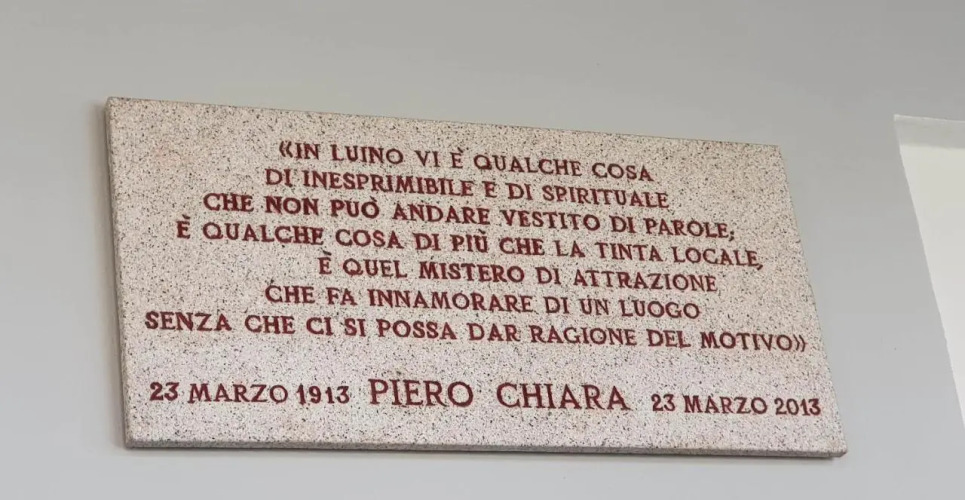 «IN LUINO VI È QUALCHE COSA
DI INESPRIMIBILE E DI SPIRITUALE
CHE NON PUÒ ANDARE VESTITO DI PAROLE;
È QUALCHE COSA DI PIÙ CHE LA TINTA LOCALE,
È QUEL MISTERO DI ATTRAZIONE
CHE FA INNAMORARE DI UN LUOGO
SENZA CHE CI SI POSSA DAR RAGIONE DEL MOTIVO»
23 MARZO 1913 PIERO CHIARA 23 MARZO 2013